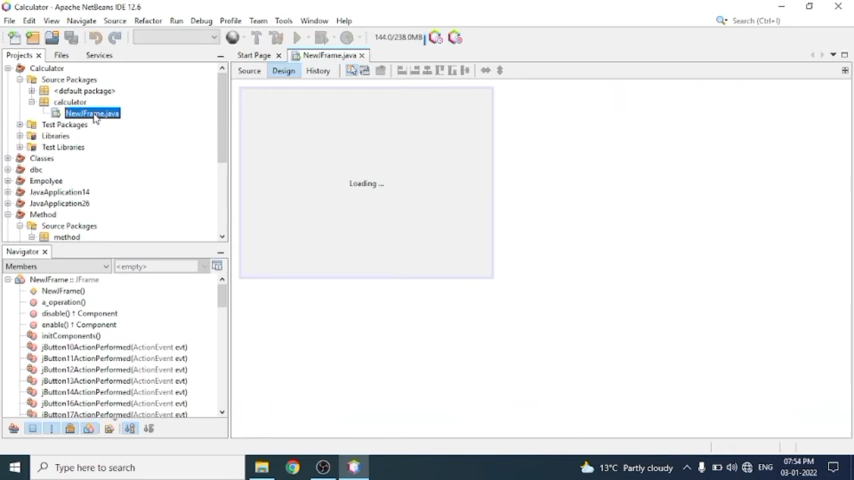 Calculator - Apache NetBeans IDE 12.6
File Edit View Navigate Source Refactor Run Debug Profile Team Tools Window Help
Search (Ctrl+I)
144.0/238.0MB
Projects Files Services
Start Page NewJFrame.java
Source Design History
Calculator
Source Packages
<default package>
calculator
NewJFrame.java
Test Packages
Libraries
Test Libraries
Classes
dbc
Empolyee
JavaApplication14
JavaApplication26
Method
Source Packages
method
Loading ...
Navigator
Members
<empty>
NewJFrame :: JFrame
NewJFrame()
a_operation()
disable() ↑ Component
enable() ↑ Component
initComponents()
jButton10ActionPerformed(ActionEvent evt)
jButton11ActionPerformed(ActionEvent evt)
jButton12ActionPerformed(ActionEvent evt)
jButton13ActionPerformed(ActionEvent evt)
jButton14ActionPerformed(ActionEvent evt)
jButton16ActionPerformed(ActionEvent evt)
jButton17ActionPerformed(ActionEvent evt)
Type here to search
13°C Partly cloudy
ENG
07:54 PM
03-01-2022